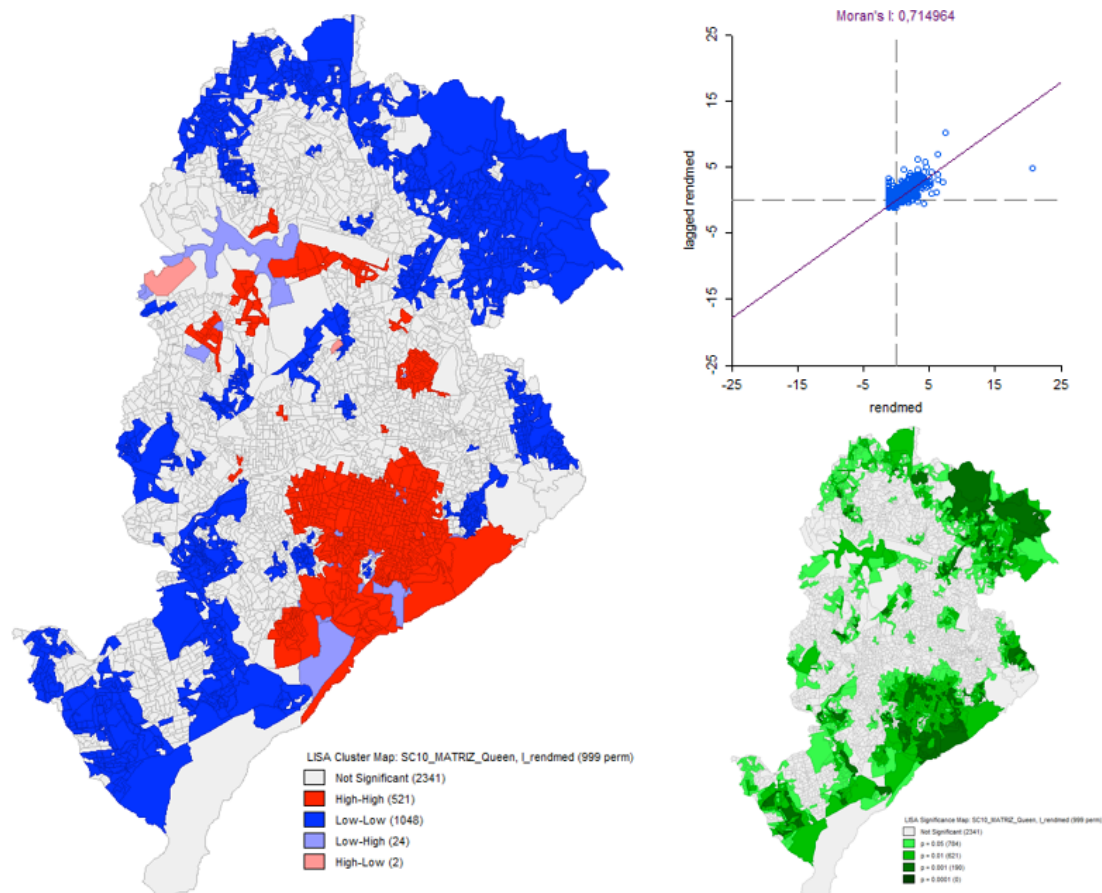 Moran's I: 0,714964
25
15
5
-5
-15
-25
lagged rendmed
-25
-15
-5
5
15
25
rendmed
LISA Cluster Map: SC10_MATRIZ_Queen, I_rendmed (999 perm)
Not Significant (2341)
High-High (521)
Low-Low (1048)
Low-High (24)
High-Low (2)
LISA Significance Map: SC10_MATRIZ_Queen, I_rendmed (999 perm)
Not Significant (2341)
p = 0.05 (784)
p = 0.01 (621)
p = 0.001 (190)
p = 0.0001 (0)